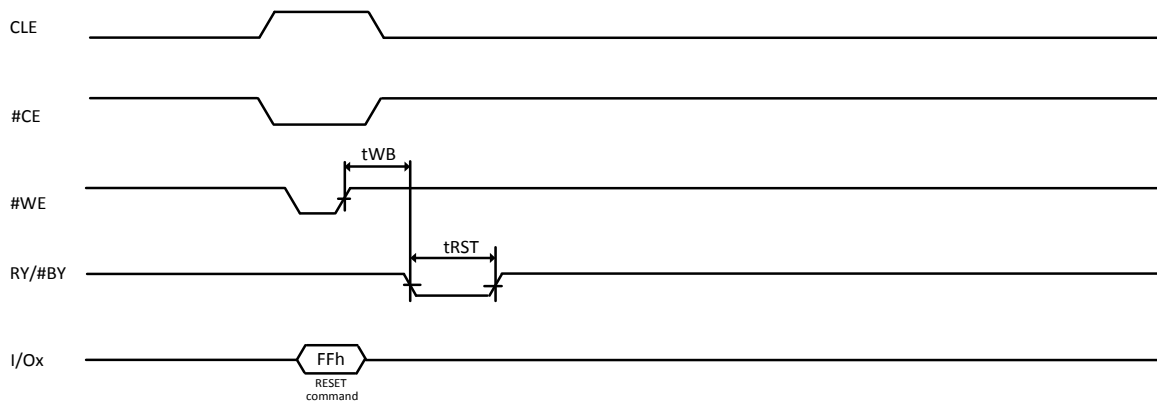 CLE
#CE
tWB
#WE
tRST
RY/#BY
I/Ox
FFh
RESET
command